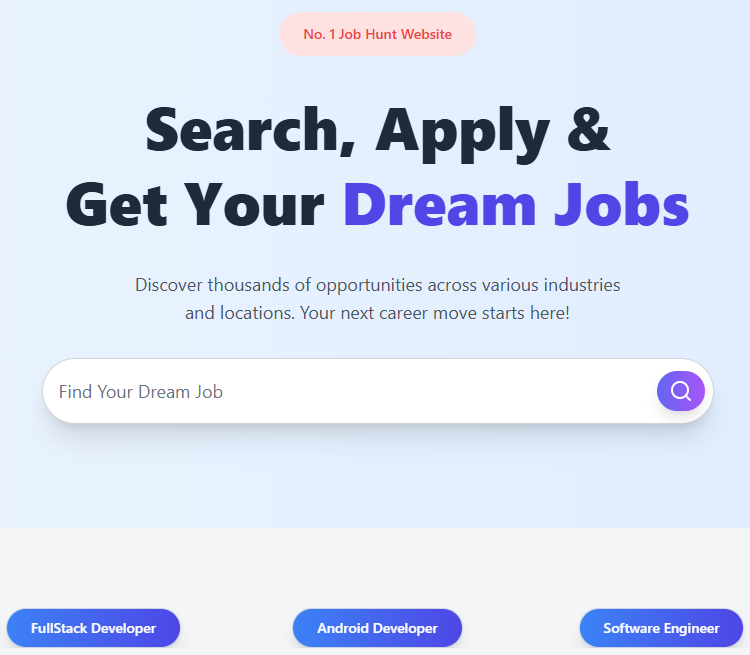 No. 1 Job Hunt Website
Search, Apply &
Get Your Dream Jobs
Discover thousands of opportunities across various industries
and locations. Your next career move starts here!
Find Your Dream Job
FullStack Developer
Android Developer
Software Engineer